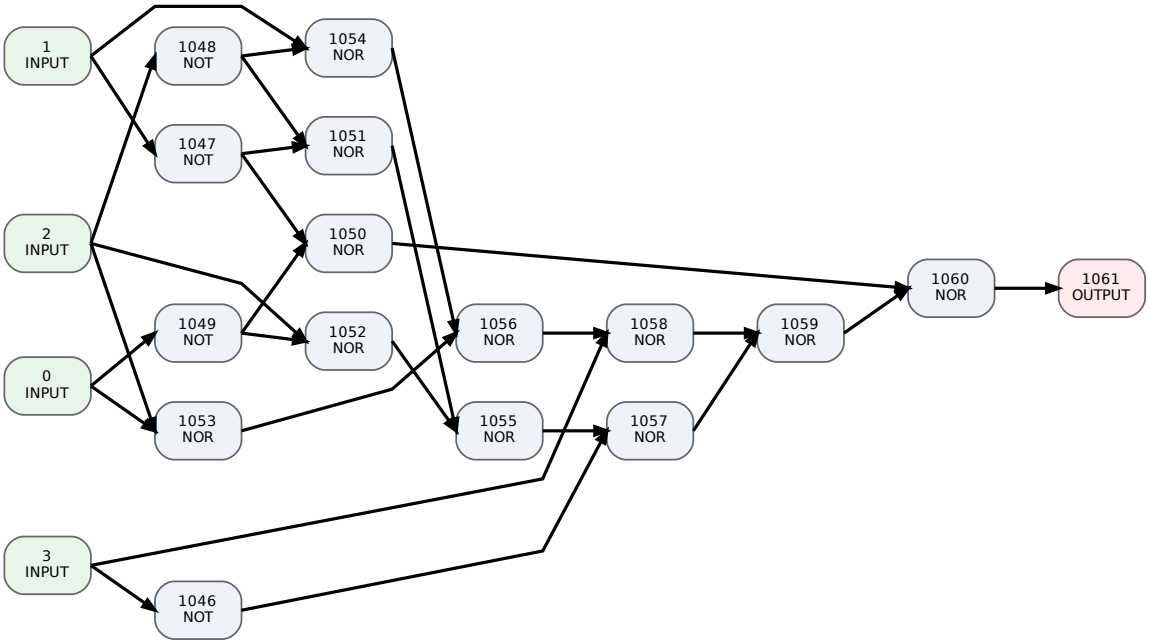 1
INPUT
1048
NOT
1054
NOR
1047
NOT
1051
NOR
2
INPUT
1050
NOR
1060
NOR
1061
OUTPUT
1049
NOT
1052
NOR
1056
NOR
1058
NOR
1059
NOR
0
INPUT
1053
NOR
1055
NOR
1057
NOR
3
INPUT
1046
NOT